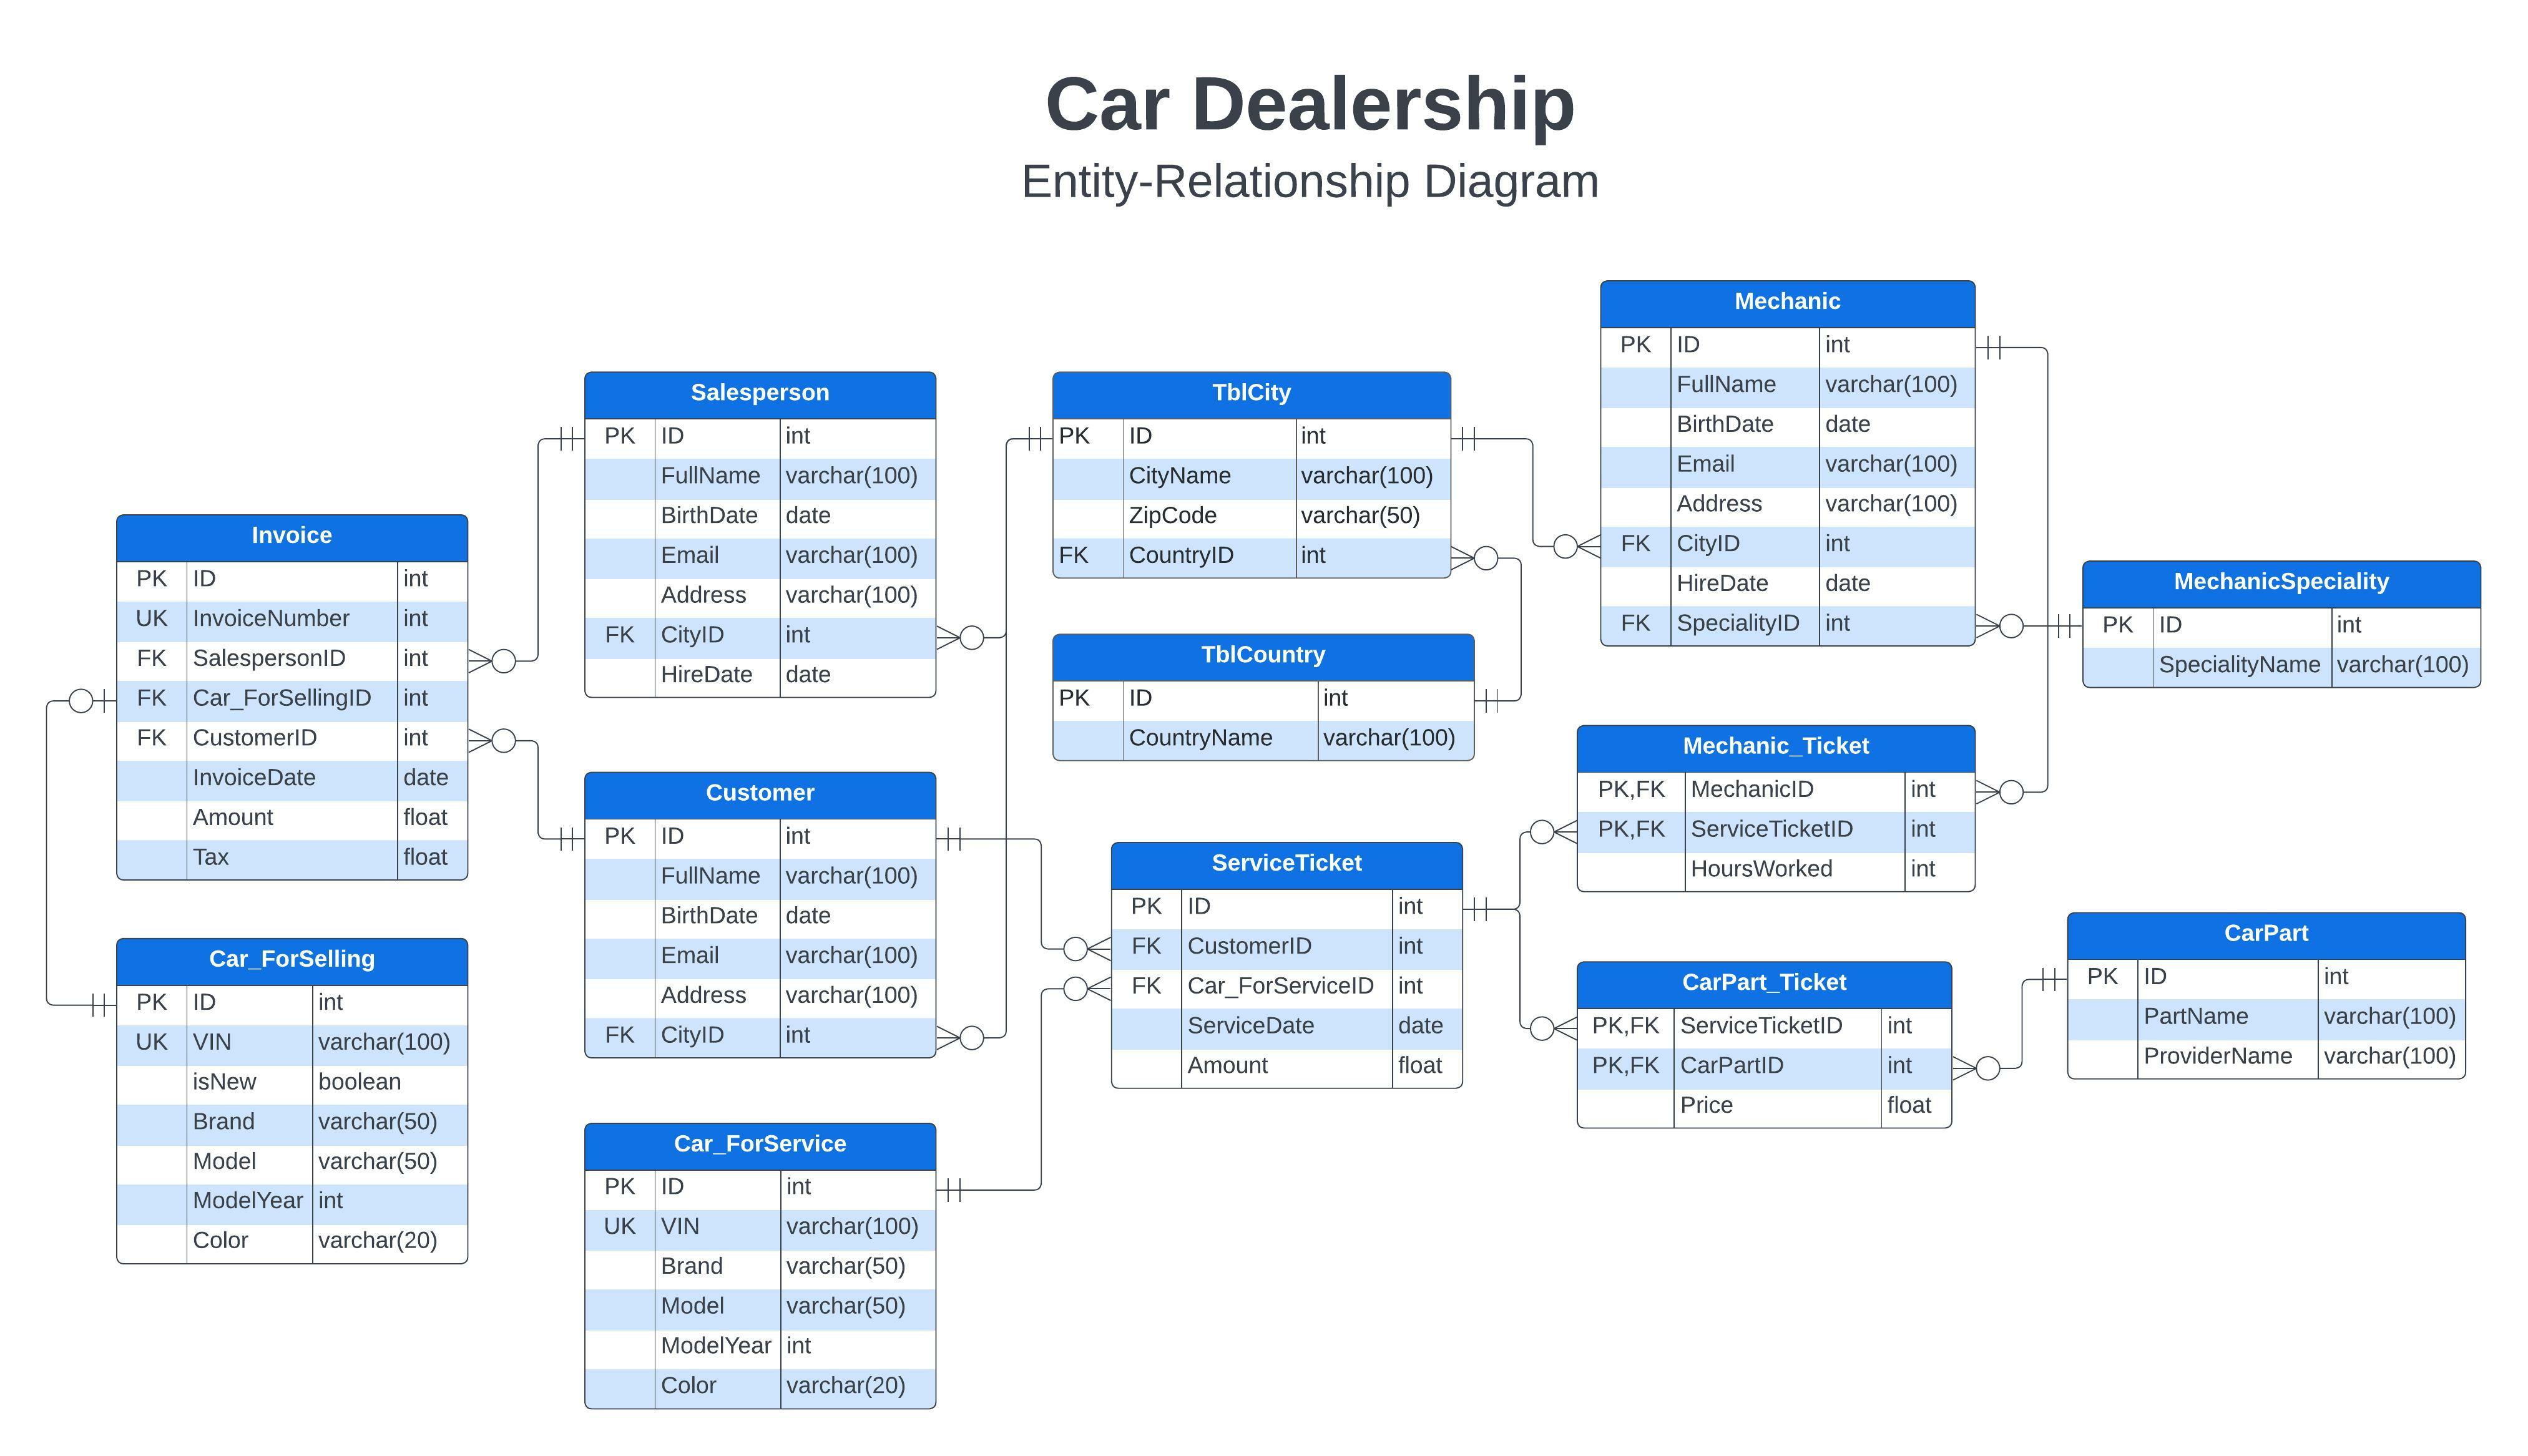 Car Dealership
Entity-Relationship Diagram
Invoice
PK ID int
UK InvoiceNumber int
FK SalespersonID int
FK Car_ForSellingID int
FK CustomerID int
InvoiceDate date
Amount float
Tax float
Car_ForSelling
PK ID int
UK VIN varchar(100)
isNew boolean
Brand varchar(50)
Model varchar(50)
ModelYear int
Color varchar(20)
Salesperson
PK ID int
FullName varchar(100)
BirthDate date
Email varchar(100)
Address varchar(100)
FK CityID int
HireDate date
Customer
PK ID int
FullName varchar(100)
BirthDate date
Email varchar(100)
Address varchar(100)
FK CityID int
Car_ForService
PK ID int
UK VIN varchar(100)
Brand varchar(50)
Model varchar(50)
ModelYear int
Color varchar(20)
TblCity
PK ID int
CityName varchar(100)
ZipCode varchar(50)
FK CountryID int
TblCountry
PK ID int
CountryName varchar(100)
ServiceTicket
PK ID int
FK CustomerID int
FK Car_ForServiceID int
ServiceDate date
Amount float
Mechanic
PK ID int
FullName varchar(100)
BirthDate date
Email varchar(100)
Address varchar(100)
FK CityID int
HireDate date
FK SpecialityID int
Mechanic_Ticket
PK,FK MechanicID int
PK,FK ServiceTicketID int
HoursWorked int
CarPart_Ticket
PK,FK ServiceTicketID int
PK,FK CarPartID int
Price float
MechanicSpeciality
PK ID int
SpecialityName varchar(100)
CarPart
PK ID int
PartName varchar(100)
ProviderName varchar(100)